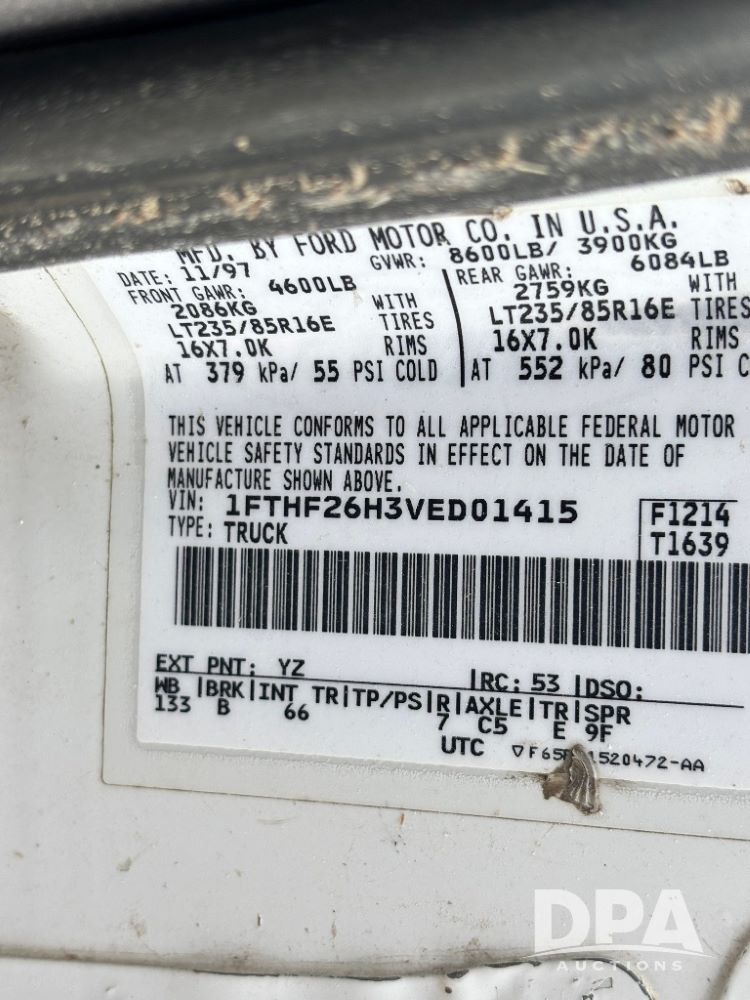 MFD. BY FORD MOTOR CO. IN U.S.A.
DATE: 11/97 GVWR: 8600LB/ 3900KG
FRONT GAWR: 4600LB REAR GAWR: 6084LB
2086KG WITH 2759KG WITH
LT235/85R16E TIRES LT235/85R16E TIRES
16X7.0K RIMS 16X7.0K RIMS
AT 379 kPa/ 55 PSI COLD AT 552 kPa/ 80 PSI C
THIS VEHICLE CONFORMS TO ALL APPLICABLE FEDERAL MOTOR
VEHICLE SAFETY STANDARDS IN EFFECT ON THE DATE OF
MANUFACTURE SHOWN ABOVE.
VIN: 1FTHF26H3VED01415 F1214
TYPE: TRUCK T1639
EXT PNT: YZ RC: 53 DSO:
WB BRK INT TR TP/PS R AXLE TR SPR
133 B 66 7 C5 E 9F
UTC 1520472-AA
DPA
AUCTIONS